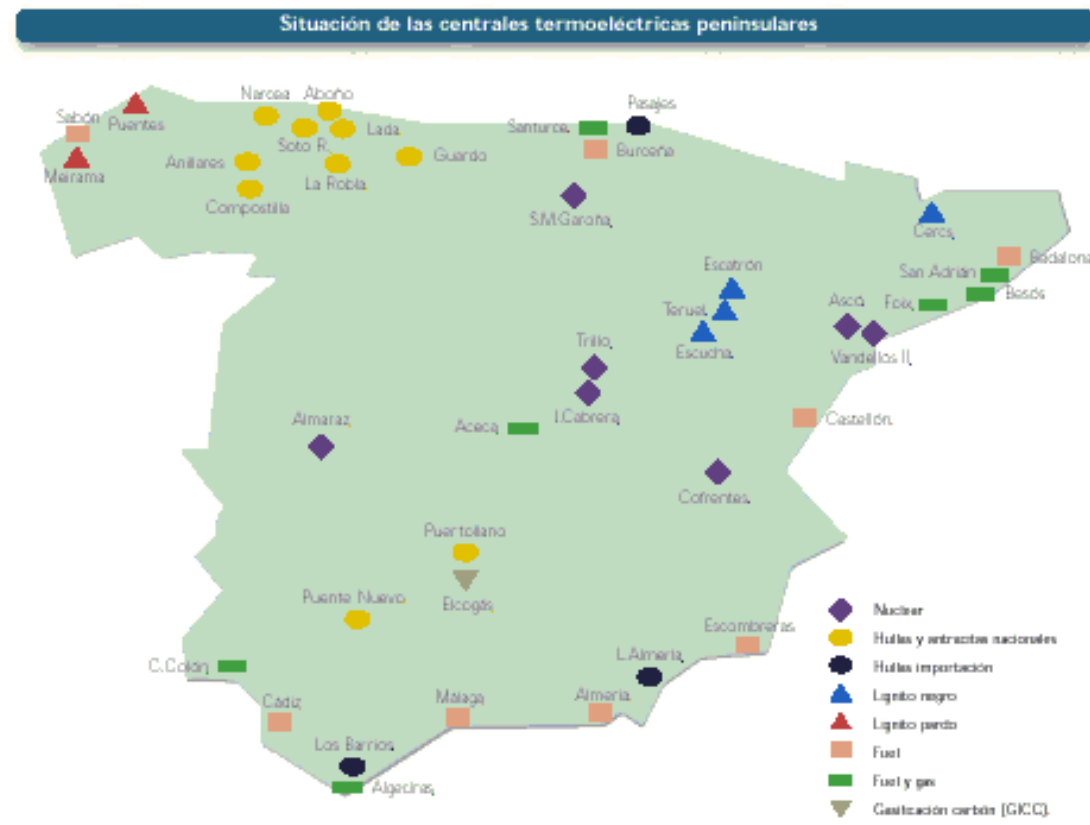 Situación de las centrales termoeléctricas peninsulares
Narcea
Aboño
Pasajes
Sabón
Puentes
Soto R.
Lada
Santurce
Burceña
Guardo
Anllares
La Robla
Meirama
Compostilla
S.M.Garoña
Cercs
Badalona
San Adrián
Besós
Foix
Escatrón
Teruel
Escucha
Ascó
Vandellos II
Trillo
J.Cabrera
Almaraz
Aceca
Castellón
Cofrentes
Puertollano
Elcogás
Puente Nuevo
Escombreras
L.Almería
C.Colón
Cádiz
Málaga
Almería
Los Barrios
Algeciras
Nuclear
Hullas y antracitas nacionales
Hullas importación
Lignito negro
Lignito pardo
Fuel
Fuel y gas
Gasificación carbón (GICC)